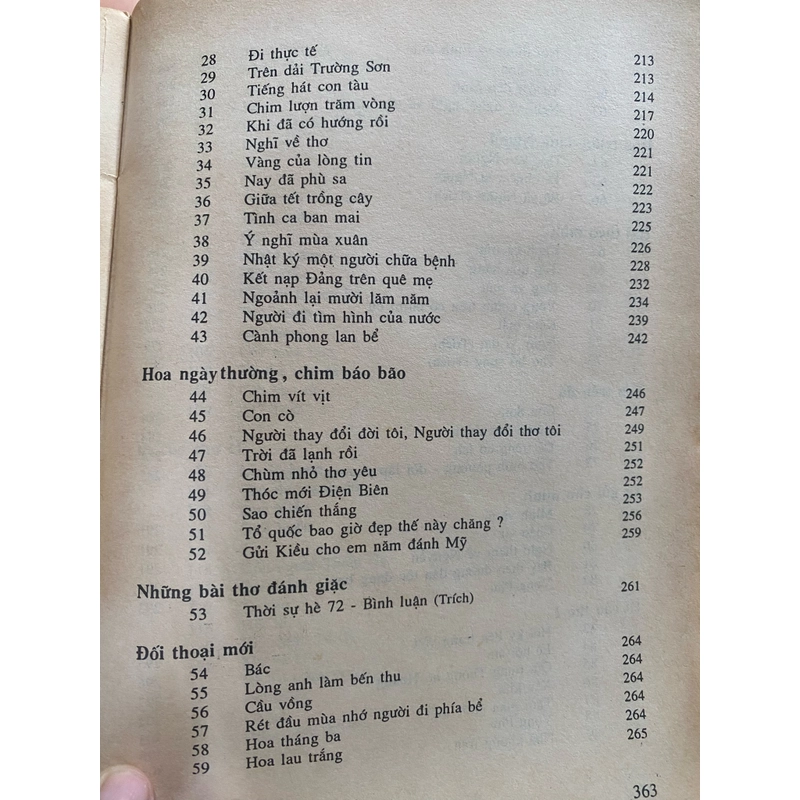 28 Đi thực tế 213
29 Trên dải Trường Sơn 213
30 Tiếng hát con tàu 214
31 Chim lượn trăm vòng 217
32 Khi đã có hướng rồi 220
33 Nghĩ về thơ 221
34 Vàng của lòng tin 221
35 Nay đã phù sa 222
36 Giữa tết trồng cây 223
37 Tình ca ban mai 225
38 Ý nghĩ mùa xuân 226
39 Nhật ký một người chữa bệnh 228
40 Kết nạp Đảng trên quê mẹ 232
41 Ngoảnh lại mười lăm năm 234
42 Người đi tìm hình của nước 239
43 Cành phong lan bể 242
Hoa ngày thường, chim báo bão
44 Chim vít vịt 246
45 Con cò 247
46 Người thay đổi đời tôi, Người thay đổi thơ tôi 249
47 Trời đã lạnh rồi 251
48 Chùm nhỏ thơ yêu 252
49 Thóc mới Điện Biên 252
50 Sao chiến thắng 253
51 Tổ quốc bao giờ đẹp thế này chăng ? 256
52 Gửi Kiều cho em năm đánh Mỹ 259
Những bài thơ đánh giặc
53 Thời sự hè 72 - Bình luận (Trích) 261
Đối thoại mới
54 Bác 264
55 Lòng anh làm bến thu 264
56 Cầu vồng 264
57 Rét đầu mùa nhớ người đi phía bể 264
58 Hoa tháng ba 264
59 Hoa lau trắng 265
363